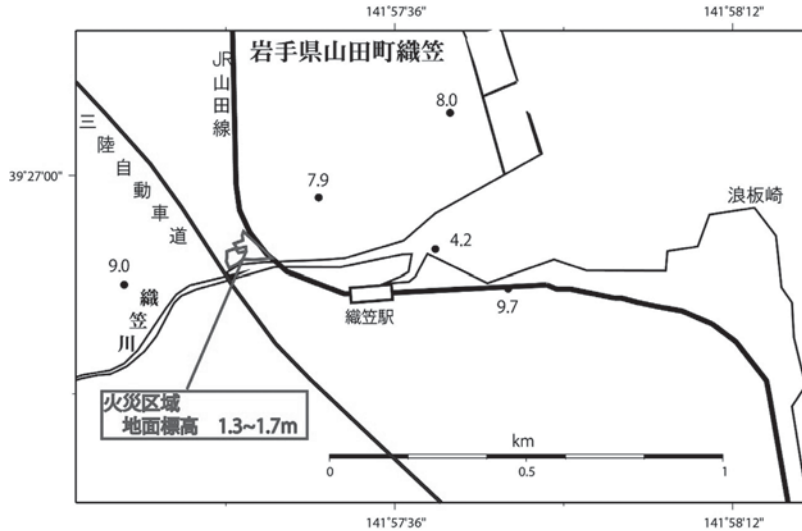 141°57'36"
141°58'12"
岩手県山田町織笠
JR山田線
三陸自動車道
8.0
39°27'00"
7.9
浪板崎
4.2
9.0
織笠川
9.7
織笠駅
火災区域
地面標高 1.3~1.7m
km
0
0.5
1
141°57'36"
141°58'12"